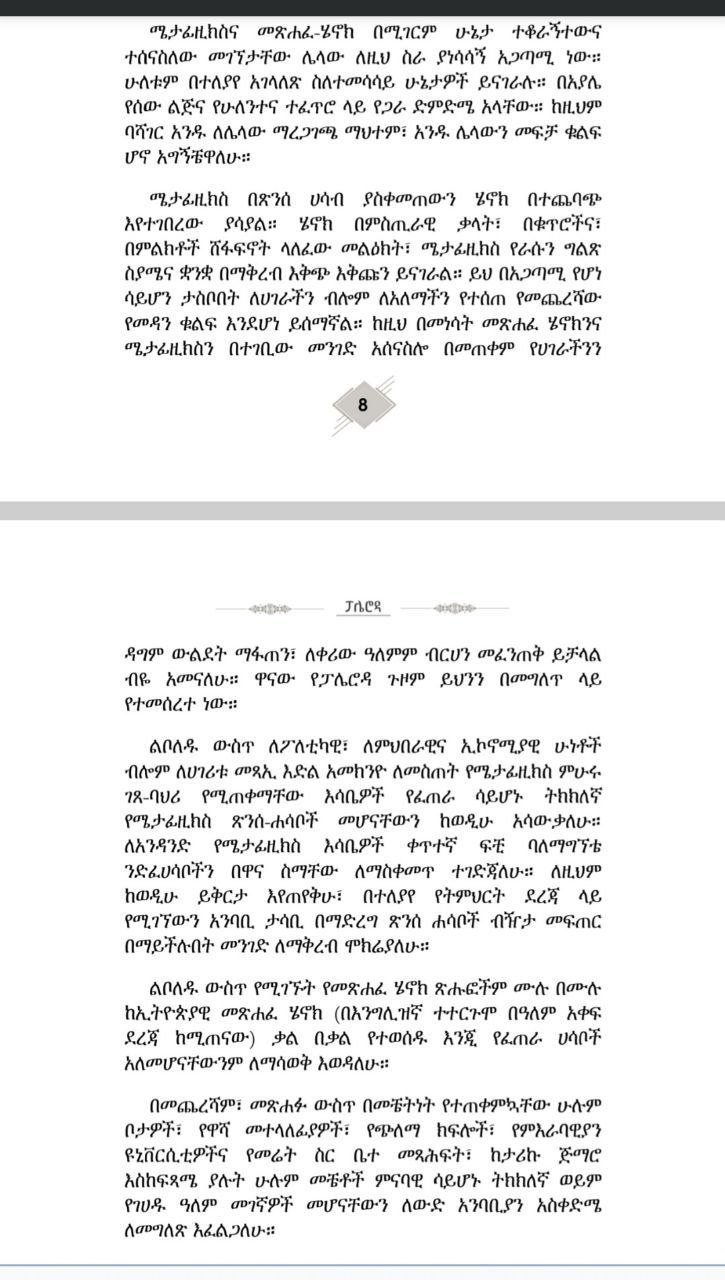 ሜታፊዚክስና መጽሐፈ-ሄኖክ በሚገርም ሁኔታ ተቆራኝተውና
ተሰናስለው መገኘታቸው ሌላው ለዚህ ስራ ያነሳሳኝ አጋጣሚ ነው።
ሁለቱም በተለያየ አገላለጽ ስለተመሳሳይ ሁኔታዎች ይናገራሉ። በአያሌ
የሰው ልጅና የሁለንተና ተፈጥሮ ላይ የጋራ ድምድሜ አላቸው። ከዚህም
ባሻገር አንዱ ለሌላው ማረጋገጫ ማህተም፣ አንዱ ሌላውን መፍቻ ቁልፍ
ሆኖ አግኝቼዋለሁ።
ሜታፊዚክስ በጽንሰ ሀሳብ ያስቀመጠውን ሄኖክ በተጨባጭ
እየተገበረው ያሳያል። ሄኖክ በምስጢራዊ ቃላት፣ በቁጥሮችና፣
በምልክቶች ሸፋፍኖት ላለፈው መልዕክት፣ ሜታፊዚክስ የራሱን ግልጽ
ስያሜና ቋንቋ በማቅረብ እቅጭ እቅጩን ይናገራል። ይህ በአጋጣሚ የሆነ
ሳይሆን ታስቦበት ለሀገራችን ብሎም ለአለማችን የተሰጠ የመጨረሻው
የመዳን ቁልፍ እንደሆነ ይሰማኛል። ከዚህ በመነሳት መጽሐፈ ሄኖክንና
ሜታፊዚክስን በተገቢው መንገድ አሰናስሎ በመጠቀም የሀገራችንን
8
ፓሌሮዳ
ዳግም ውልደት ማፋጠን፣ ለቀሪው ዓለምም ብርሀን መፈንጠቅ ይቻላል
ብዬ አመናለሁ። ዋናው የፓሌሮዳ ጉዞም ይህንን በመግለጥ ላይ
የተመሰረተ ነው።
ልቦለዱ ውስጥ ለፖለቲካዊ፣ ለምህበራዊና ኢኮኖሚያዊ ሁነቶች
ብሎም ለሀገሪቱ መጻኢ እድል አመክንዮ ለመስጠት የሜታፊዚክስ ምሁሩ
ገጸ-ባህሪ የሚጠቀማቸው እሳቤዎች የፈጠራ ሳይሆኑ ትክክለኛ
የሜታፊዚክስ ጽንሰ-ሐሳቦች መሆናቸውን ከወዲሁ አሳውቃለሁ።
ለአንዳንድ የሜታፊዚክስ እሳቤዎች ቀጥተኛ ፍቺ ባለማግኘቴ
ንድፈሀሳቦችን በዋና ስማቸው ለማስቀመጥ ተገድጃለሁ። ለዚህም
ከወዲሁ ይቅርታ እየጠየቅሁ፣ በተለያየ የትምህርት ደረጃ ላይ
የሚገኘውን አንባቢ ታሳቢ በማድረግ ጽንሰ ሐሳቦች ብዥታ መፍጠር
በማይችሉበት መንገድ ለማቅረብ ሞክሬያለሁ።
ልቦለዱ ውስጥ የሚገኙት የመጽሐፈ ሄኖክ ጽሑፎችም ሙሉ በሙሉ
ከኢትዮጵያዊ መጽሐፈ ሄኖክ (በእንግሊዝኛ ተተርጉሞ በዓለም አቀፍ
ደረጃ ከሚጠናው) ቃል በቃል የተወሰዱ እንጂ የፈጠራ ሀሳቦች
አለመሆናቸውንም ለማሳወቅ እወዳለሁ።
በመጨረሻም፣ መጽሐፉ ውስጥ በመቼትነት የተጠቀምኳቸው ሁሉም
ቦታዎች፣ የዋሻ መተላለፊያዎች፣ የጭለማ ክፍሎች፣ የምእራባዊያን
ዩኒቨርሲቲዎችና የመሬት ስር ቤተ መጻሕፍት፣ ከታሪኩ ጅማሮ
እስከፍጻሜ ያሉት ሁሉም መቼቶች ምናባዊ ሳይሆኑ ትክክለኛ ወይም
የገሀዱ ዓለም መገኛዎች መሆናቸውን ለውድ አንባቢያን አስቀድሜ
ለመግለጽ እፈልጋለሁ።